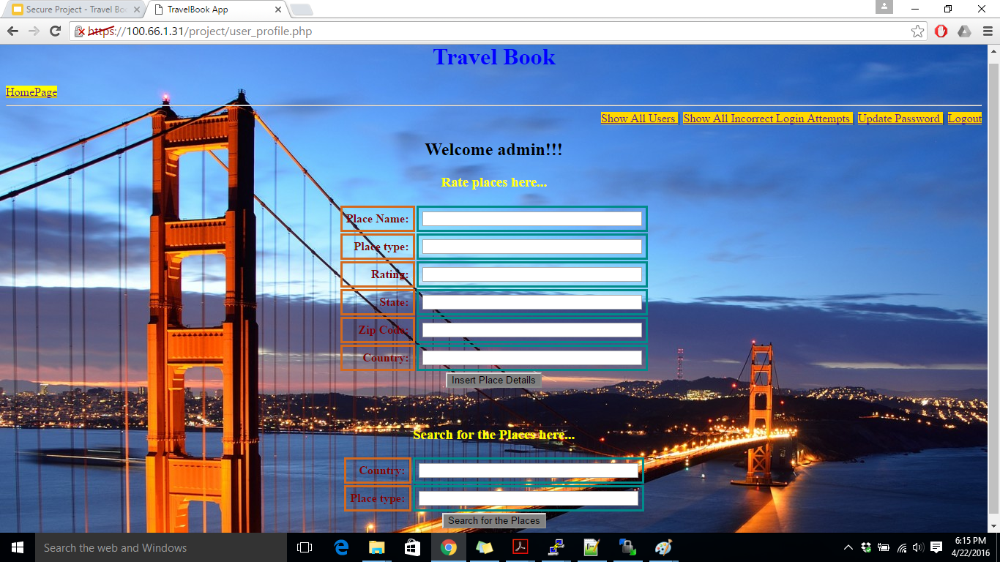 Secure Project - Travel Bo
TravelBook App
https://100.66.1.31/project/user_profile.php
Travel Book
HomePage
Show All Users | Show All Incorrect Login Attempts | Update Password | Logout
Welcome admin!!!
Rate places here...
Place Name:
Place type:
Rating:
State:
Zip Code:
Country:
Insert Place Details
Search for the Places here...
Country:
Place type:
Search for the Places
Search the web and Windows
6:15 PM
4/22/2016